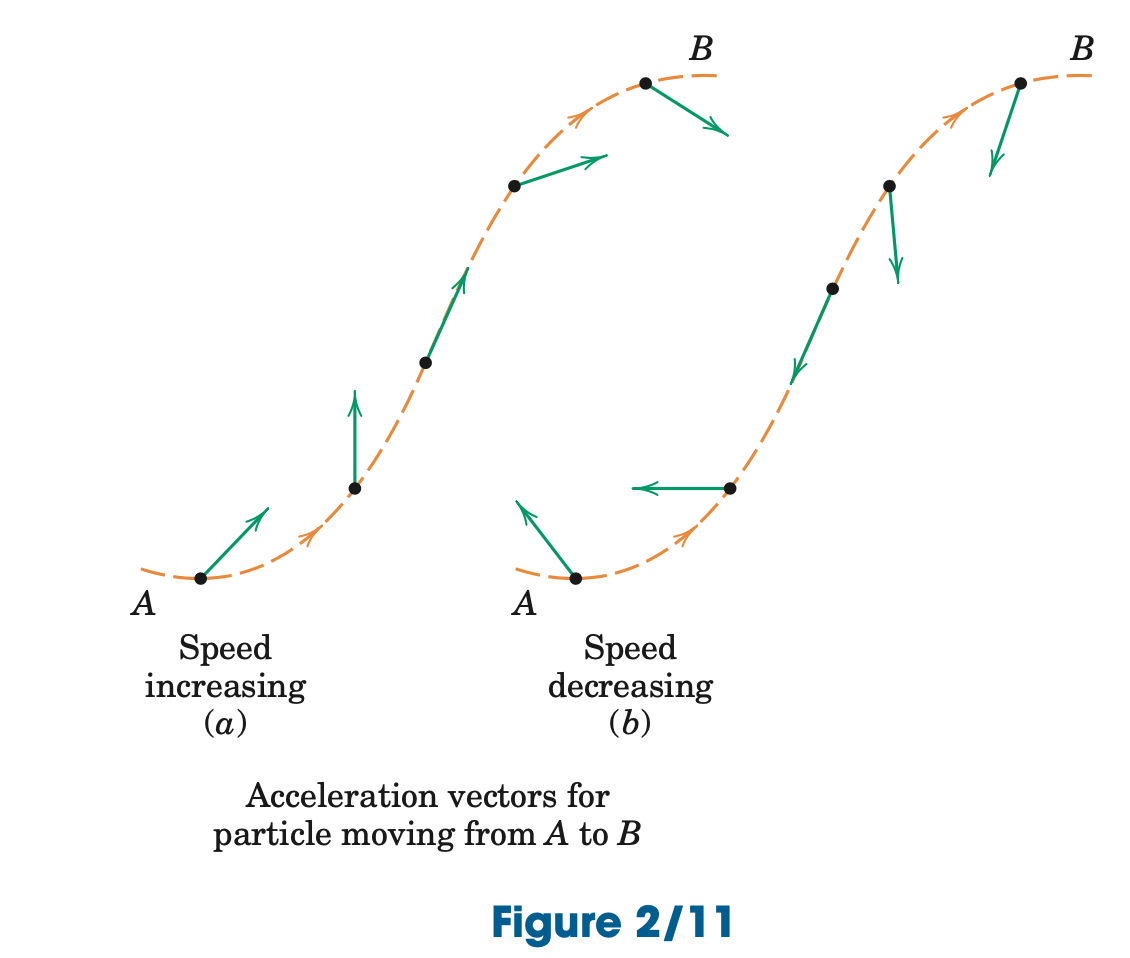 B
B
A
A
Speed
increasing
(a)
Speed
decreasing
(b)
Acceleration vectors for
particle moving from A to B
Figure 2/11